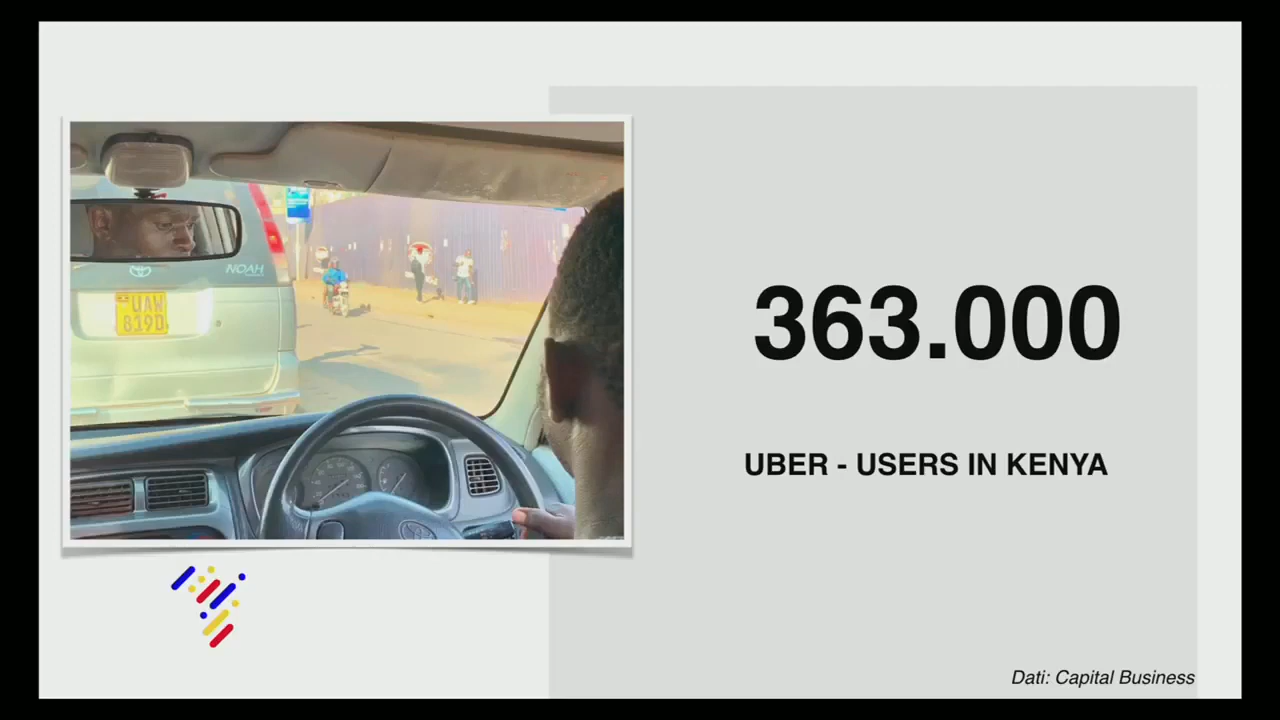 NOAH
UAW
819D
363.000
UBER - USERS IN KENYA
Dati: Capital Business